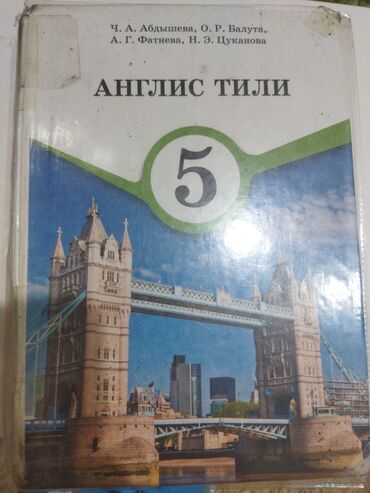 Ч. А. Абдышева, О. Р. Балута,
А. Г. Фатнева, Н. Э. Цуканова
АНГЛИС ТИЛИ
5